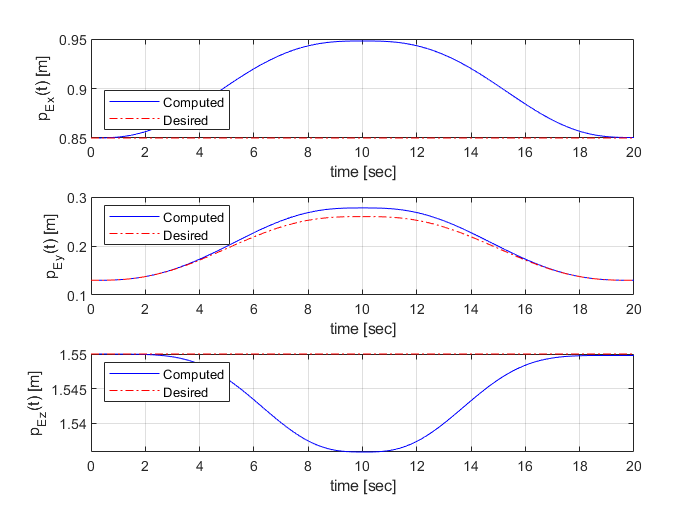 0.95
0.9
0.85
p_Ex(t) [m]
Computed
Desired
0 2 4 6 8 10 12 14 16 18 20
time [sec]
0.3
0.2
0.1
p_Ey(t) [m]
Computed
Desired
0 2 4 6 8 10 12 14 16 18 20
time [sec]
1.55
1.545
1.54
p_Ez(t) [m]
Computed
Desired
0 2 4 6 8 10 12 14 16 18 20
time [sec]